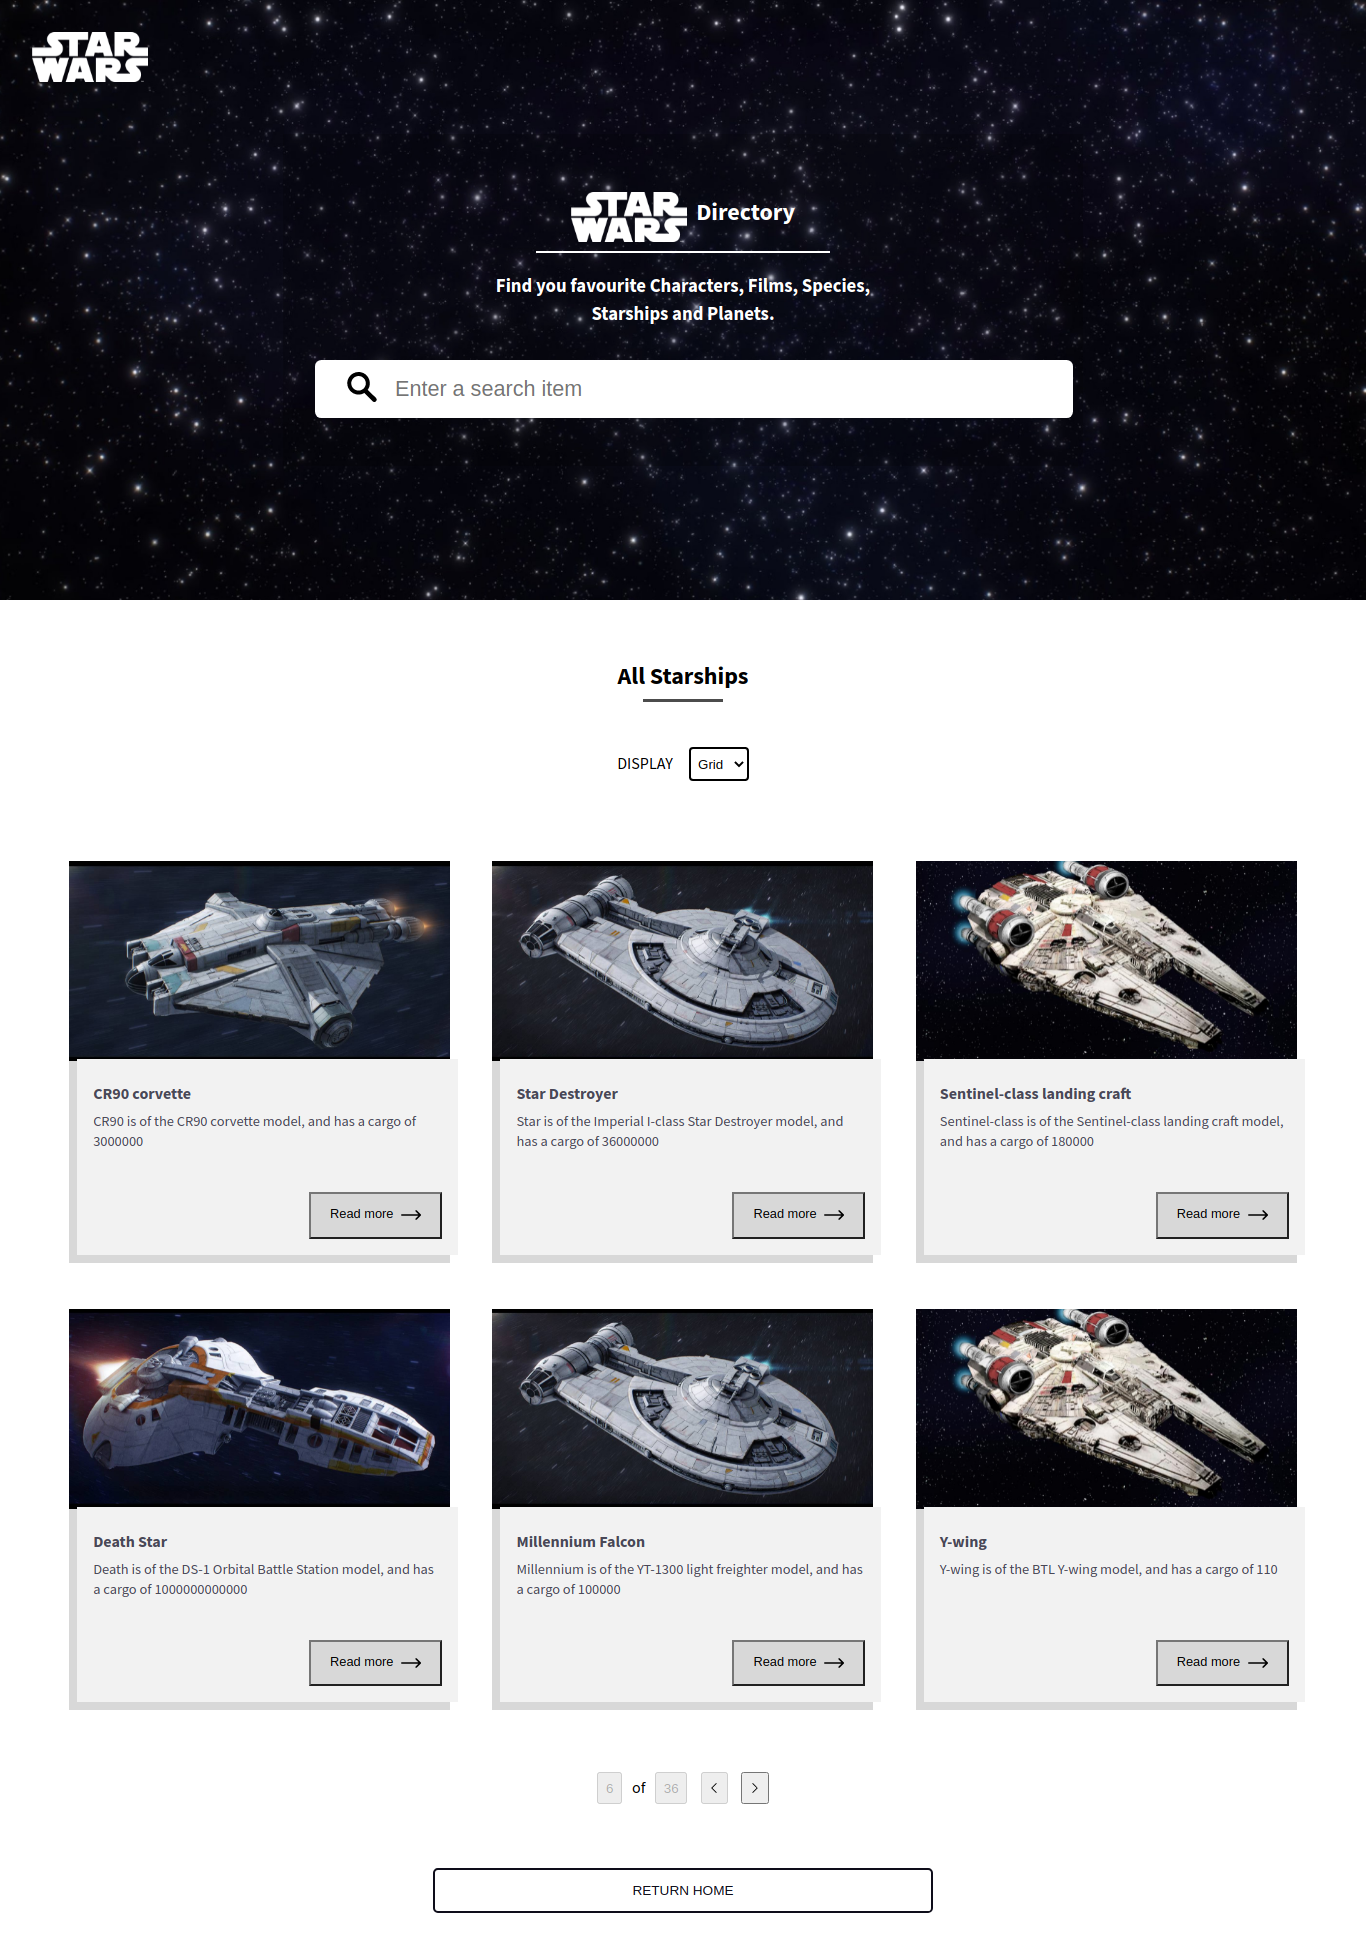 STAR
WARS
STAR
WARS Directory
Find you favourite Characters, Films, Species,
Starships and Planets.
Enter a search item
All Starships
DISPLAY Grid
CR90 corvette
CR90 is of the CR90 corvette model, and has a cargo of
3000000
Read more
Star Destroyer
Star is of the Imperial I-class Star Destroyer model, and
has a cargo of 36000000
Read more
Sentinel-class landing craft
Sentinel-class is of the Sentinel-class landing craft model,
and has a cargo of 180000
Read more
Death Star
Death is of the DS-1 Orbital Battle Station model, and has
a cargo of 1000000000000
Read more
Millennium Falcon
Millennium is of the YT-1300 light freighter model, and has
a cargo of 100000
Read more
Y-wing
Y-wing is of the BTL Y-wing model, and has a cargo of 110
Read more
6 of 36
RETURN HOME